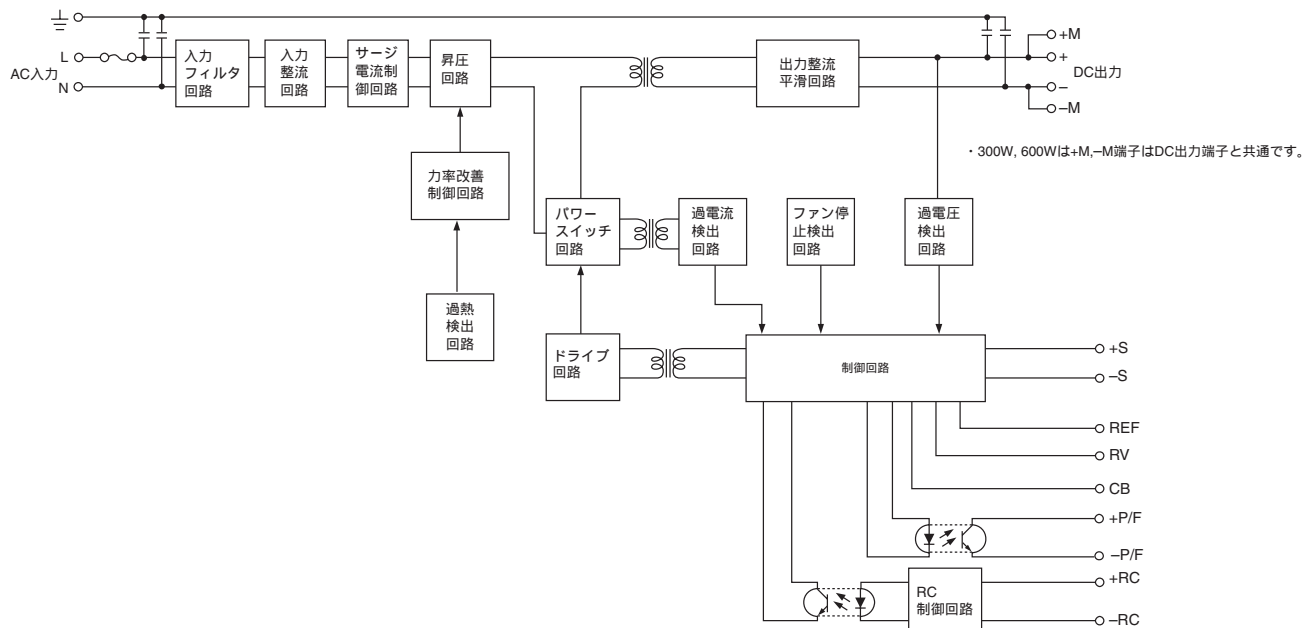 L
AC入力
N
入力
フィルタ
回路
入力
整流
回路
サージ
電流制
御回路
昇圧
回路
出力整流
平滑回路
+M
+
DC出力
–
–M
・300W, 600Wは+M,–M端子はDC出力端子と共通です。
力率改善
制御回路
パワー
スイッチ
回路
過電流
検出
回路
ファン停
止検出
回路
過電圧
検出
回路
過熱
検出
回路
ドライブ
回路
制御回路
+S
–S
REF
RV
CB
+P/F
–P/F
+RC
RC
制御回路
–RC